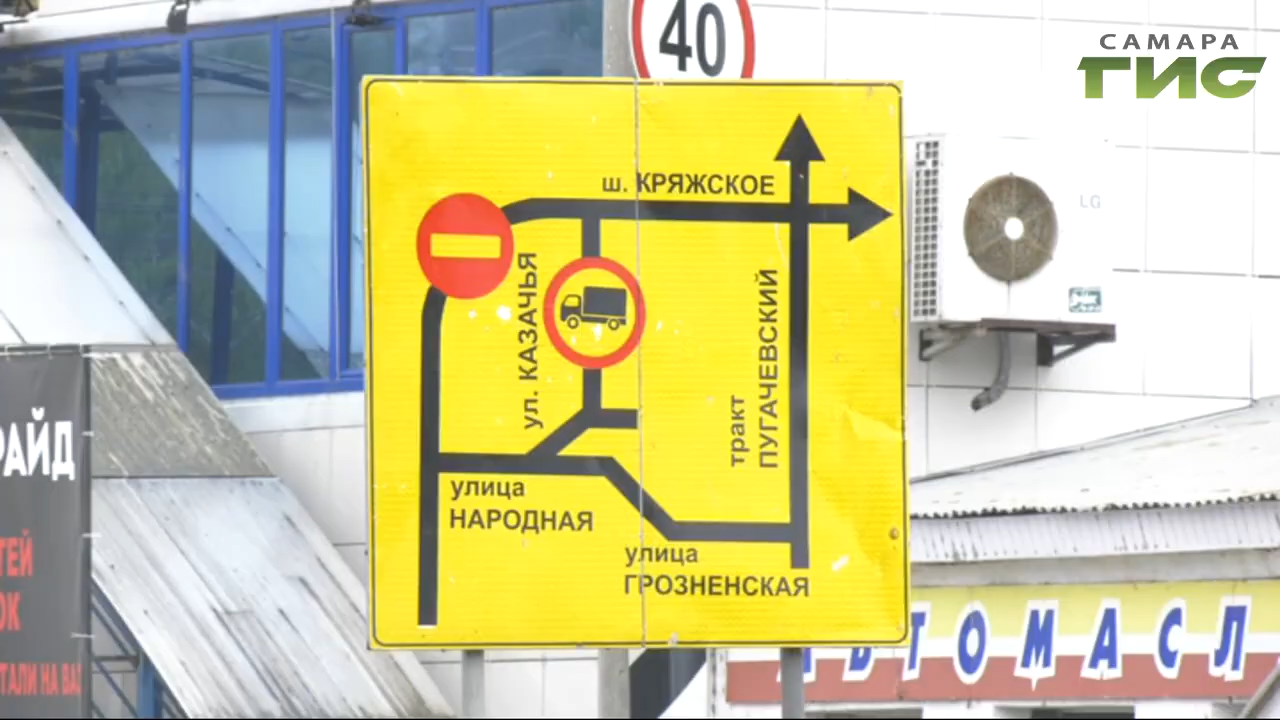 40
САМАРА
ГИС
ш. КРЯЖСКОЕ
ул. КАЗАЧЬЯ
тракт
ПУГАЧЕВСКИЙ
LG
улица
НАРОДНАЯ
улица
ГРОЗНЕНСКАЯ
АВТОМАСЛ
РАЙД
ТЕЙ
ОК
ТАЛИ НА ВА